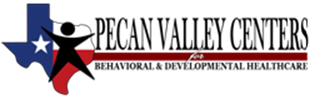 PECAN VALLEY CENTERS
for
BEHAVIORAL & DEVELOPMENTAL HEALTHCARE